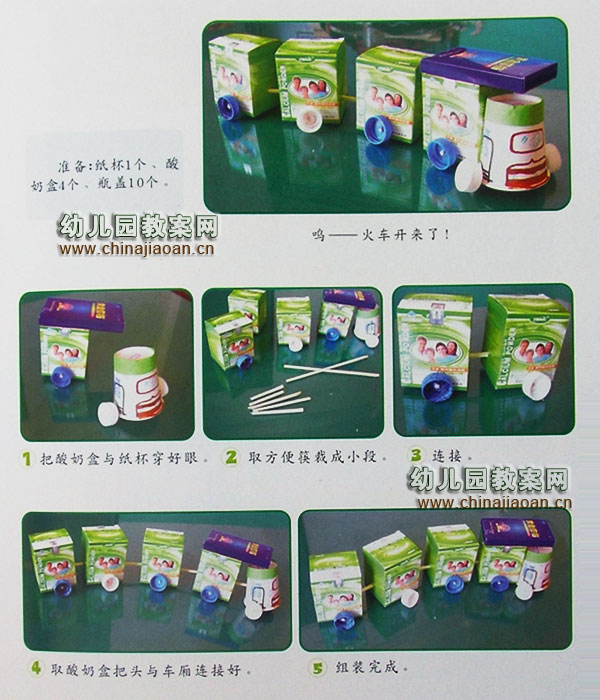 准备:纸杯1个、酸
奶盒4个、瓶盖10个。
幼儿园教案网
www.chinajiaoan.cn
呜——火车开来了!
1 把酸奶盒与纸杯穿好眼。
2 取方便筷裁成小段。
3 连接。
幼儿园教案网
www.chinajiaoan.cn
4 取酸奶盒把头与车厢连接好。
5 组装完成。
CALCIUM POWDER
CALCIUM POWDER